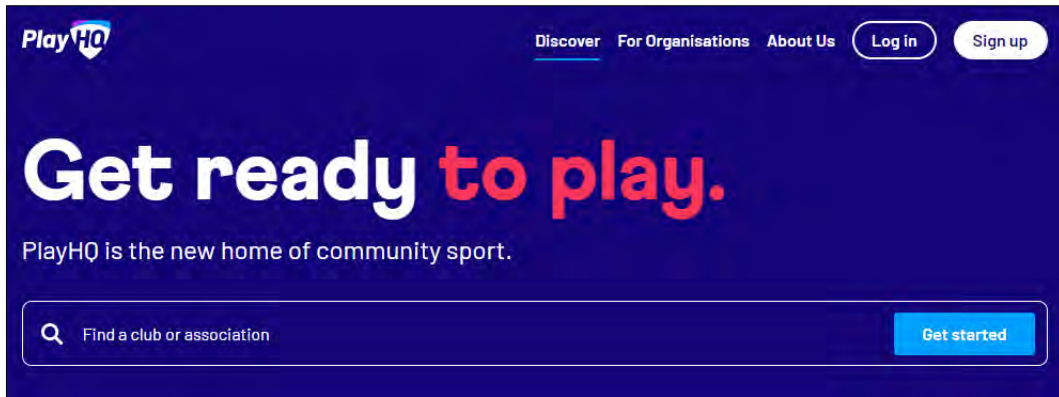 PlayHQ
Discover For Organisations About Us Log in Sign up
Get ready to play.
PlayHQ is the new home of community sport.
Find a club or association Get started